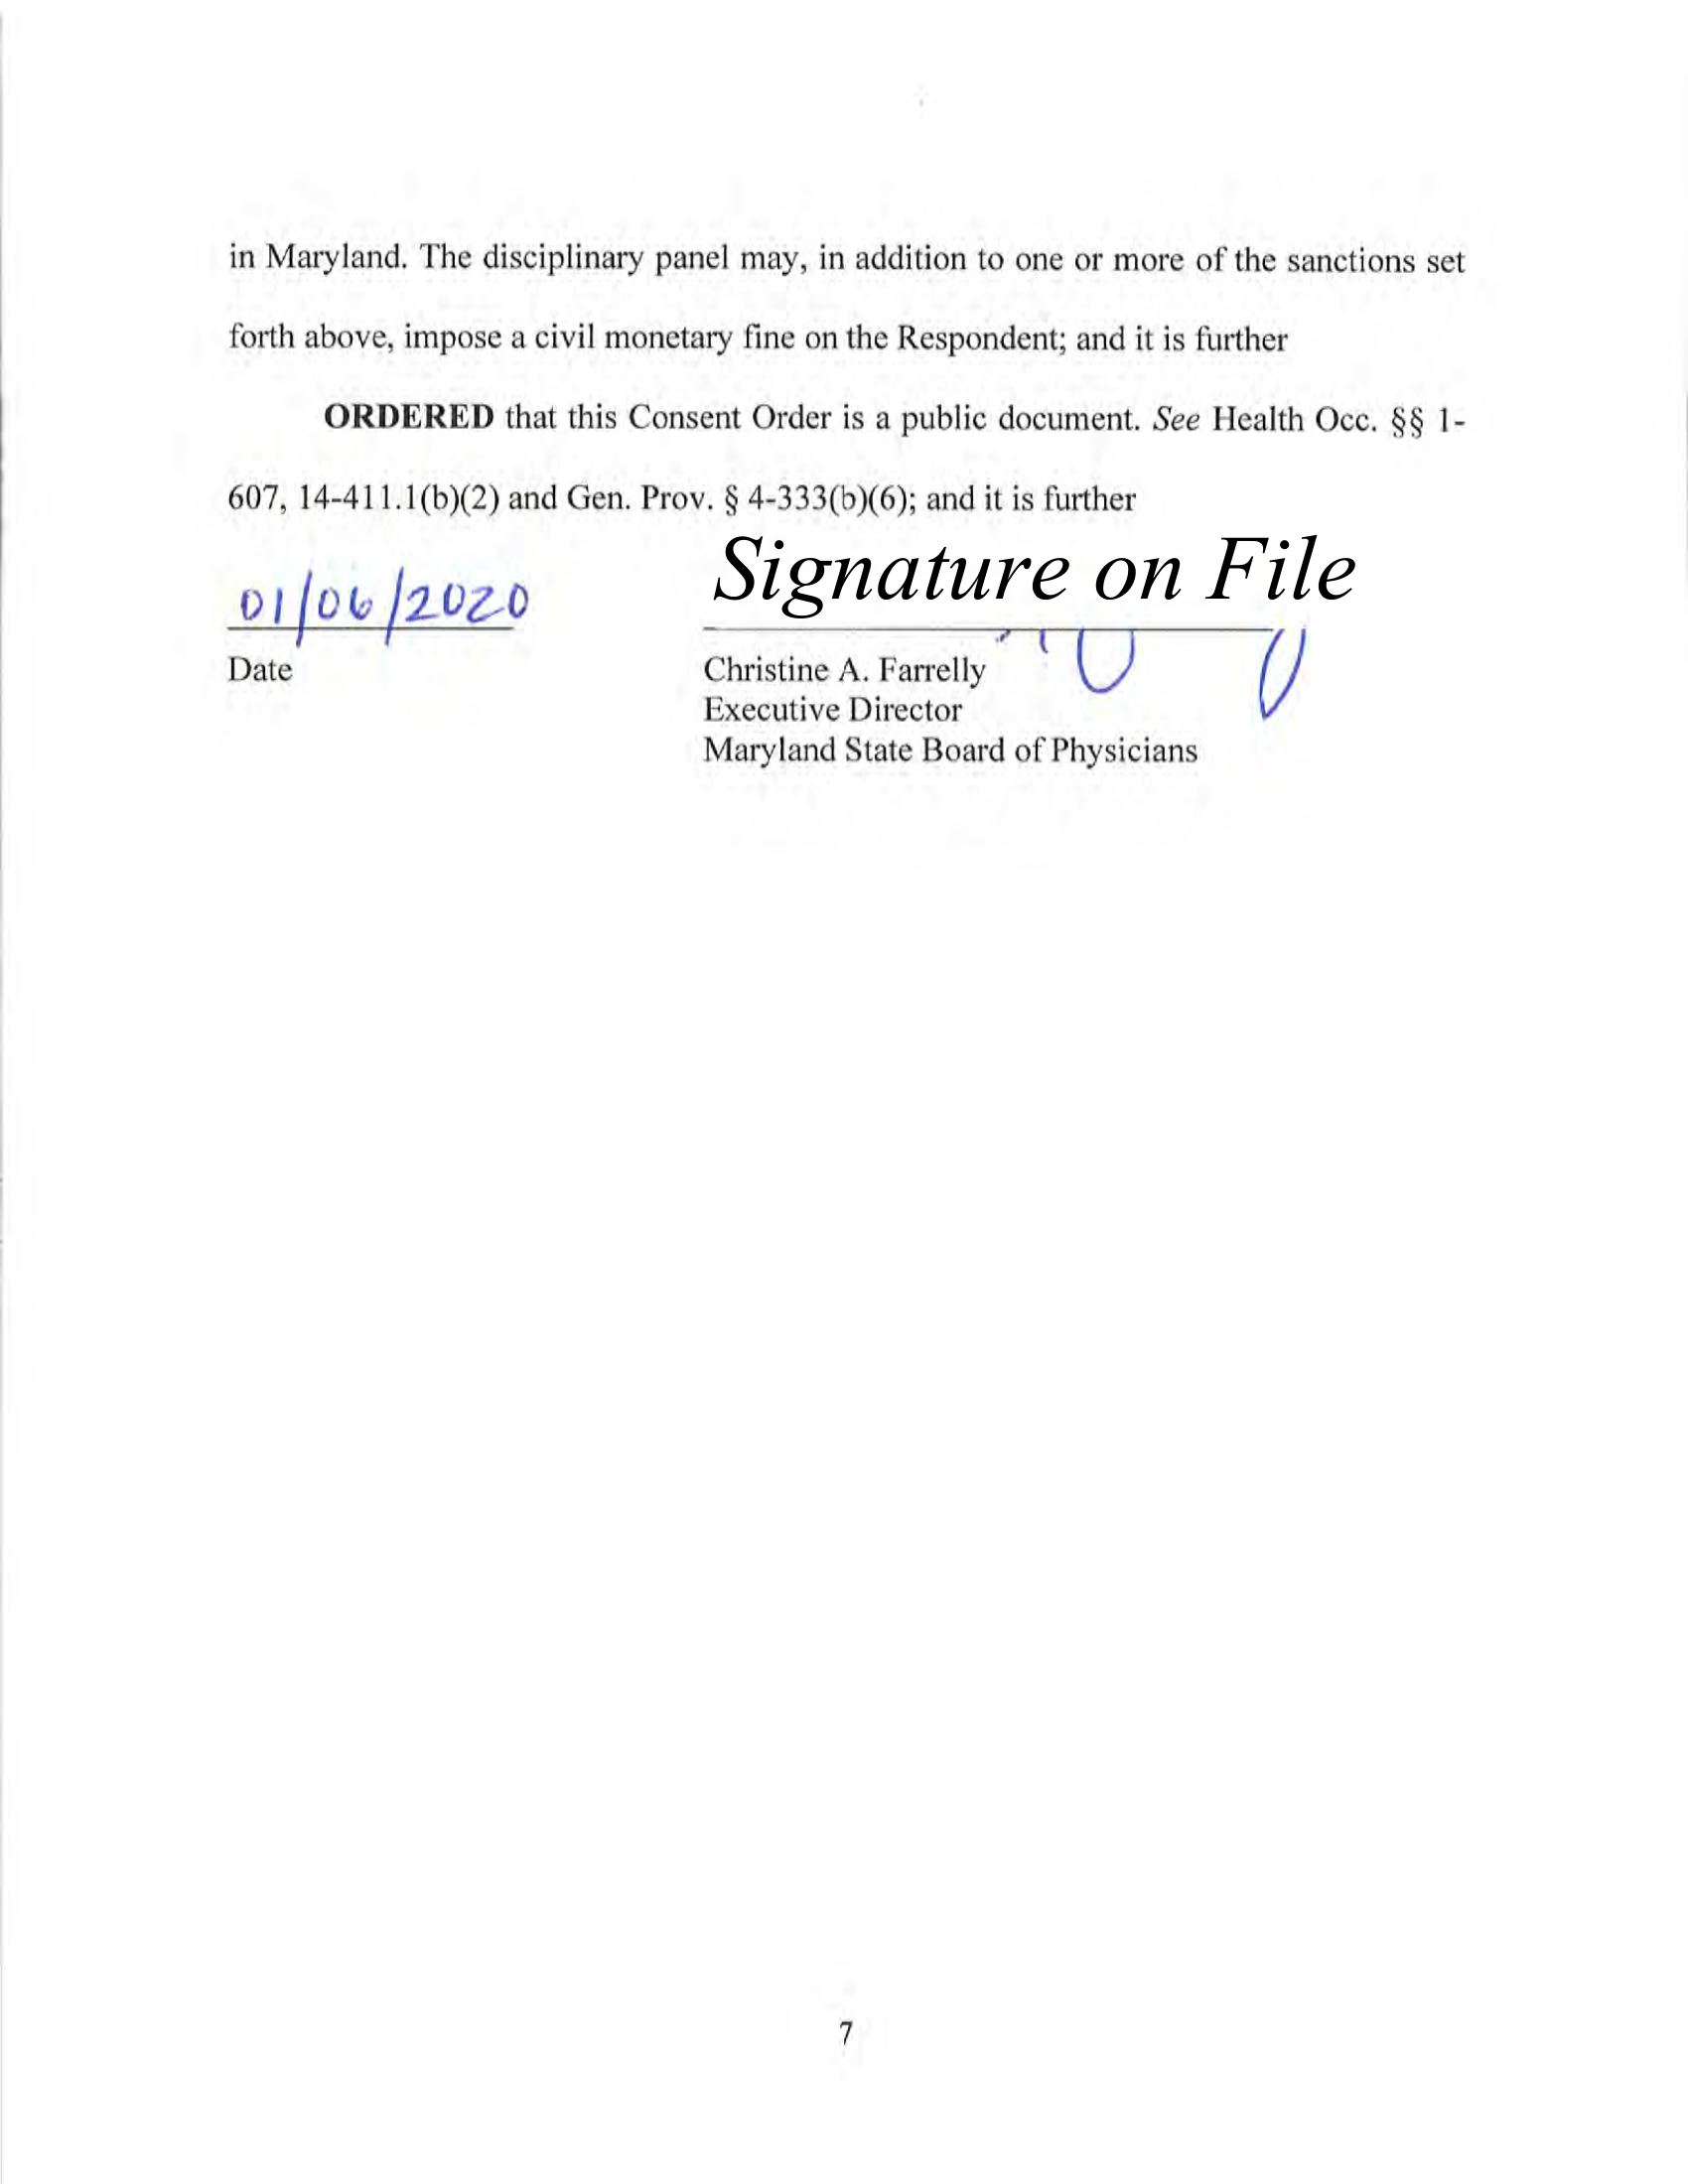 in Maryland. The disciplinary panel may, in addition to one or more of the sanctions set
forth above, impose a civil monetary fine on the Respondent; and it is further
ORDERED that this Consent Order is a public document. See Health Occ. §§ 1-
607, 14-411.1(b)(2) and Gen. Prov. § 4-333(b)(6); and it is further
01/06/2020 Signature on File
Date Christine A. Farrelly
Executive Director
Maryland State Board of Physicians
7